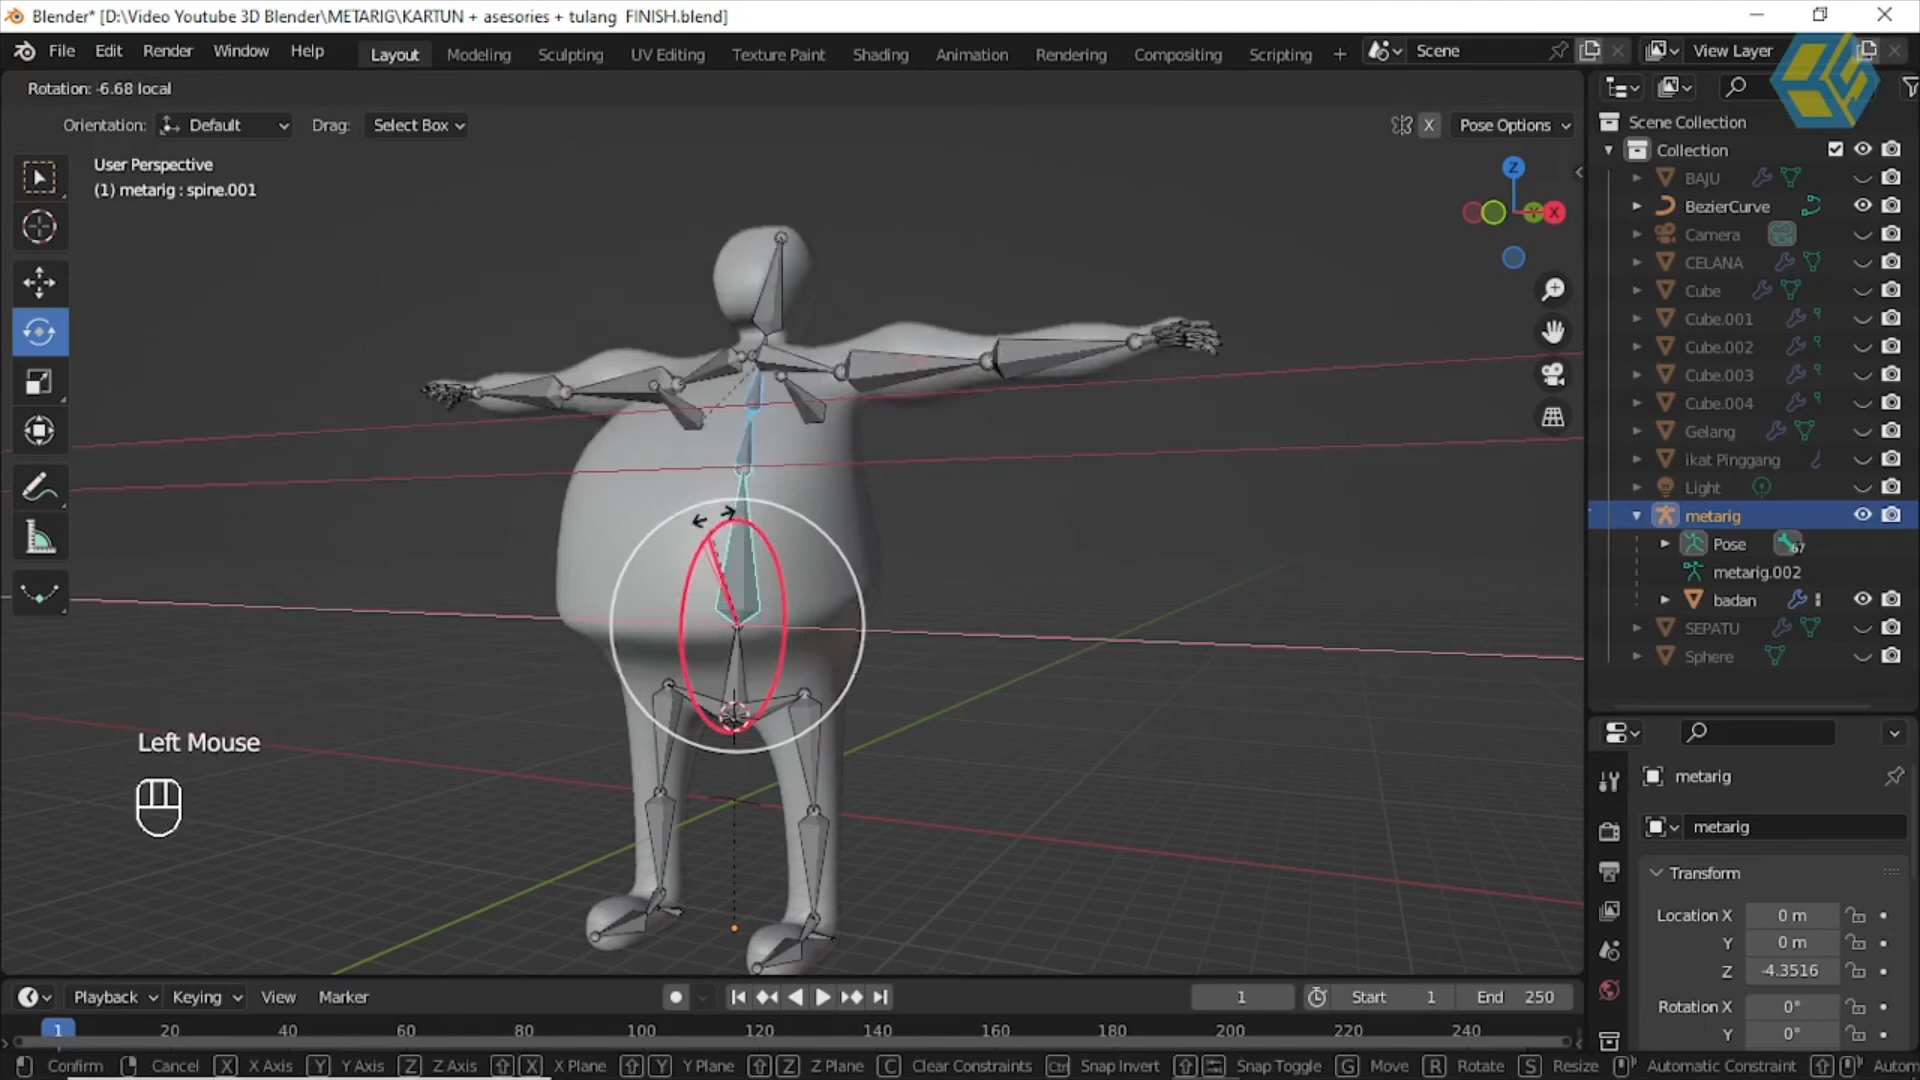 Blender* [D:\Video Youtube 3D Blender\METARIG\KARTUN + asesories + tulang  FINISH.blend]
File Edit Render Window Help Layout Modeling Sculpting UV Editing Texture Paint Shading Animation Rendering Compositing Scripting + Scene View Layer
Rotation: -6.68 local
Orientation: Default Drag: Select Box X Pose Options
User Perspective
(1) metarig : spine.001
Z
Y X
Scene Collection
Collection
BAJU
BezierCurve
Camera
CELANA
Cube
Cube.001
Cube.002
Cube.003
Cube.004
Gelang
ikat Pinggang
Light
metarig
Pose 67
metarig.002
badan
SEPATU
Sphere
Left Mouse
metarig
metarig
Transform
Location X 0 m
Y 0 m
Z -4.3516
Rotation X 0°
Y 0°
Playback Keying View Marker 1 Start 1 End 250
1 20 40 60 80 100 120 140 160 180 200 220 240
Confirm Cancel X X Axis Y Y Axis Z Z Axis X X Plane Y Y Plane Z Z Plane C Clear Constraints Ctrl Snap Invert Snap Toggle G Move R Rotate S Resize Automatic Constraint Autom